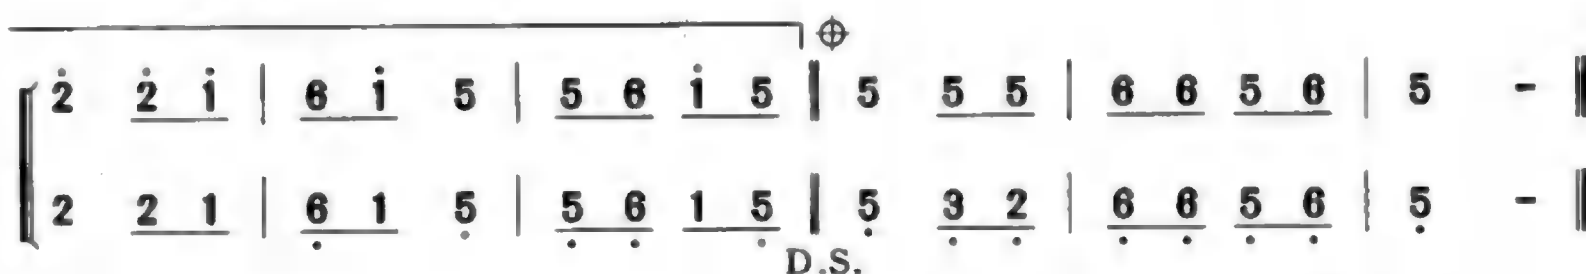 𝄌
2̇ 2̇ 1̇ | 6 1̇ 5 | 5 6 1̇ 5 ‖ 5 5 5 | 6 6 5 6 | 5 - ‖
2 2 1 | 6̣ 1 5̣ | 5̣ 6̣ 1 5̣ ‖ 5̣ 3̣ 2̣ | 6̣ 6̣ 5̣ 6̣ | 5̣ - ‖
D.S.